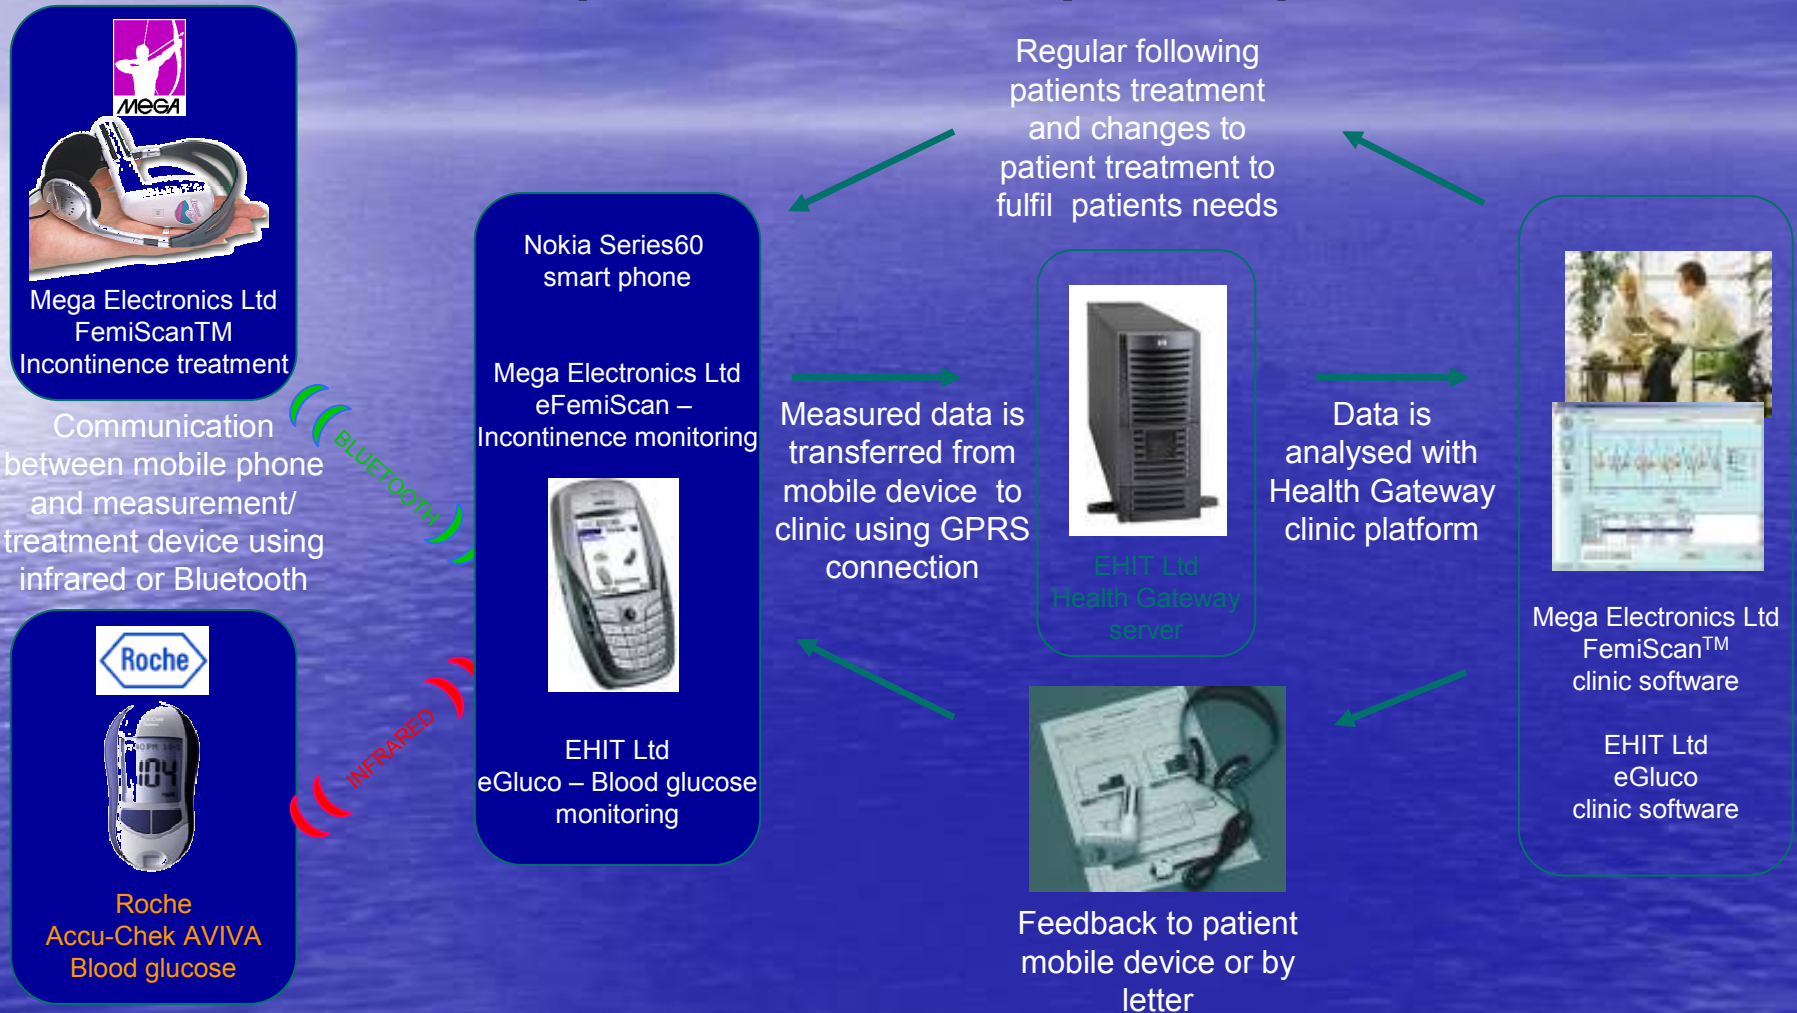 MEGA
Mega Electronics Ltd
FemiScanTM
Incontinence treatment
Communication
between mobile phone
and measurement/
treatment device using
infrared or Bluetooth
BLUETOOTH
INFRARED
Roche
104
Roche
Accu-Chek AVIVA
Blood glucose
Nokia Series60
smart phone
Mega Electronics Ltd
eFemiScan –
Incontinence monitoring
EHIT Ltd
eGluco – Blood glucose
monitoring
Regular following
patients treatment
and changes to
patient treatment to
fulfil  patients needs
Measured data is
transferred from
mobile device  to
clinic using GPRS
connection
EHIT Ltd
Health Gateway
server
Data is
analysed with
Health Gateway
clinic platform
Feedback to patient
mobile device or by
letter
Mega Electronics Ltd
FemiScan™
clinic software
EHIT Ltd
eGluco
clinic software